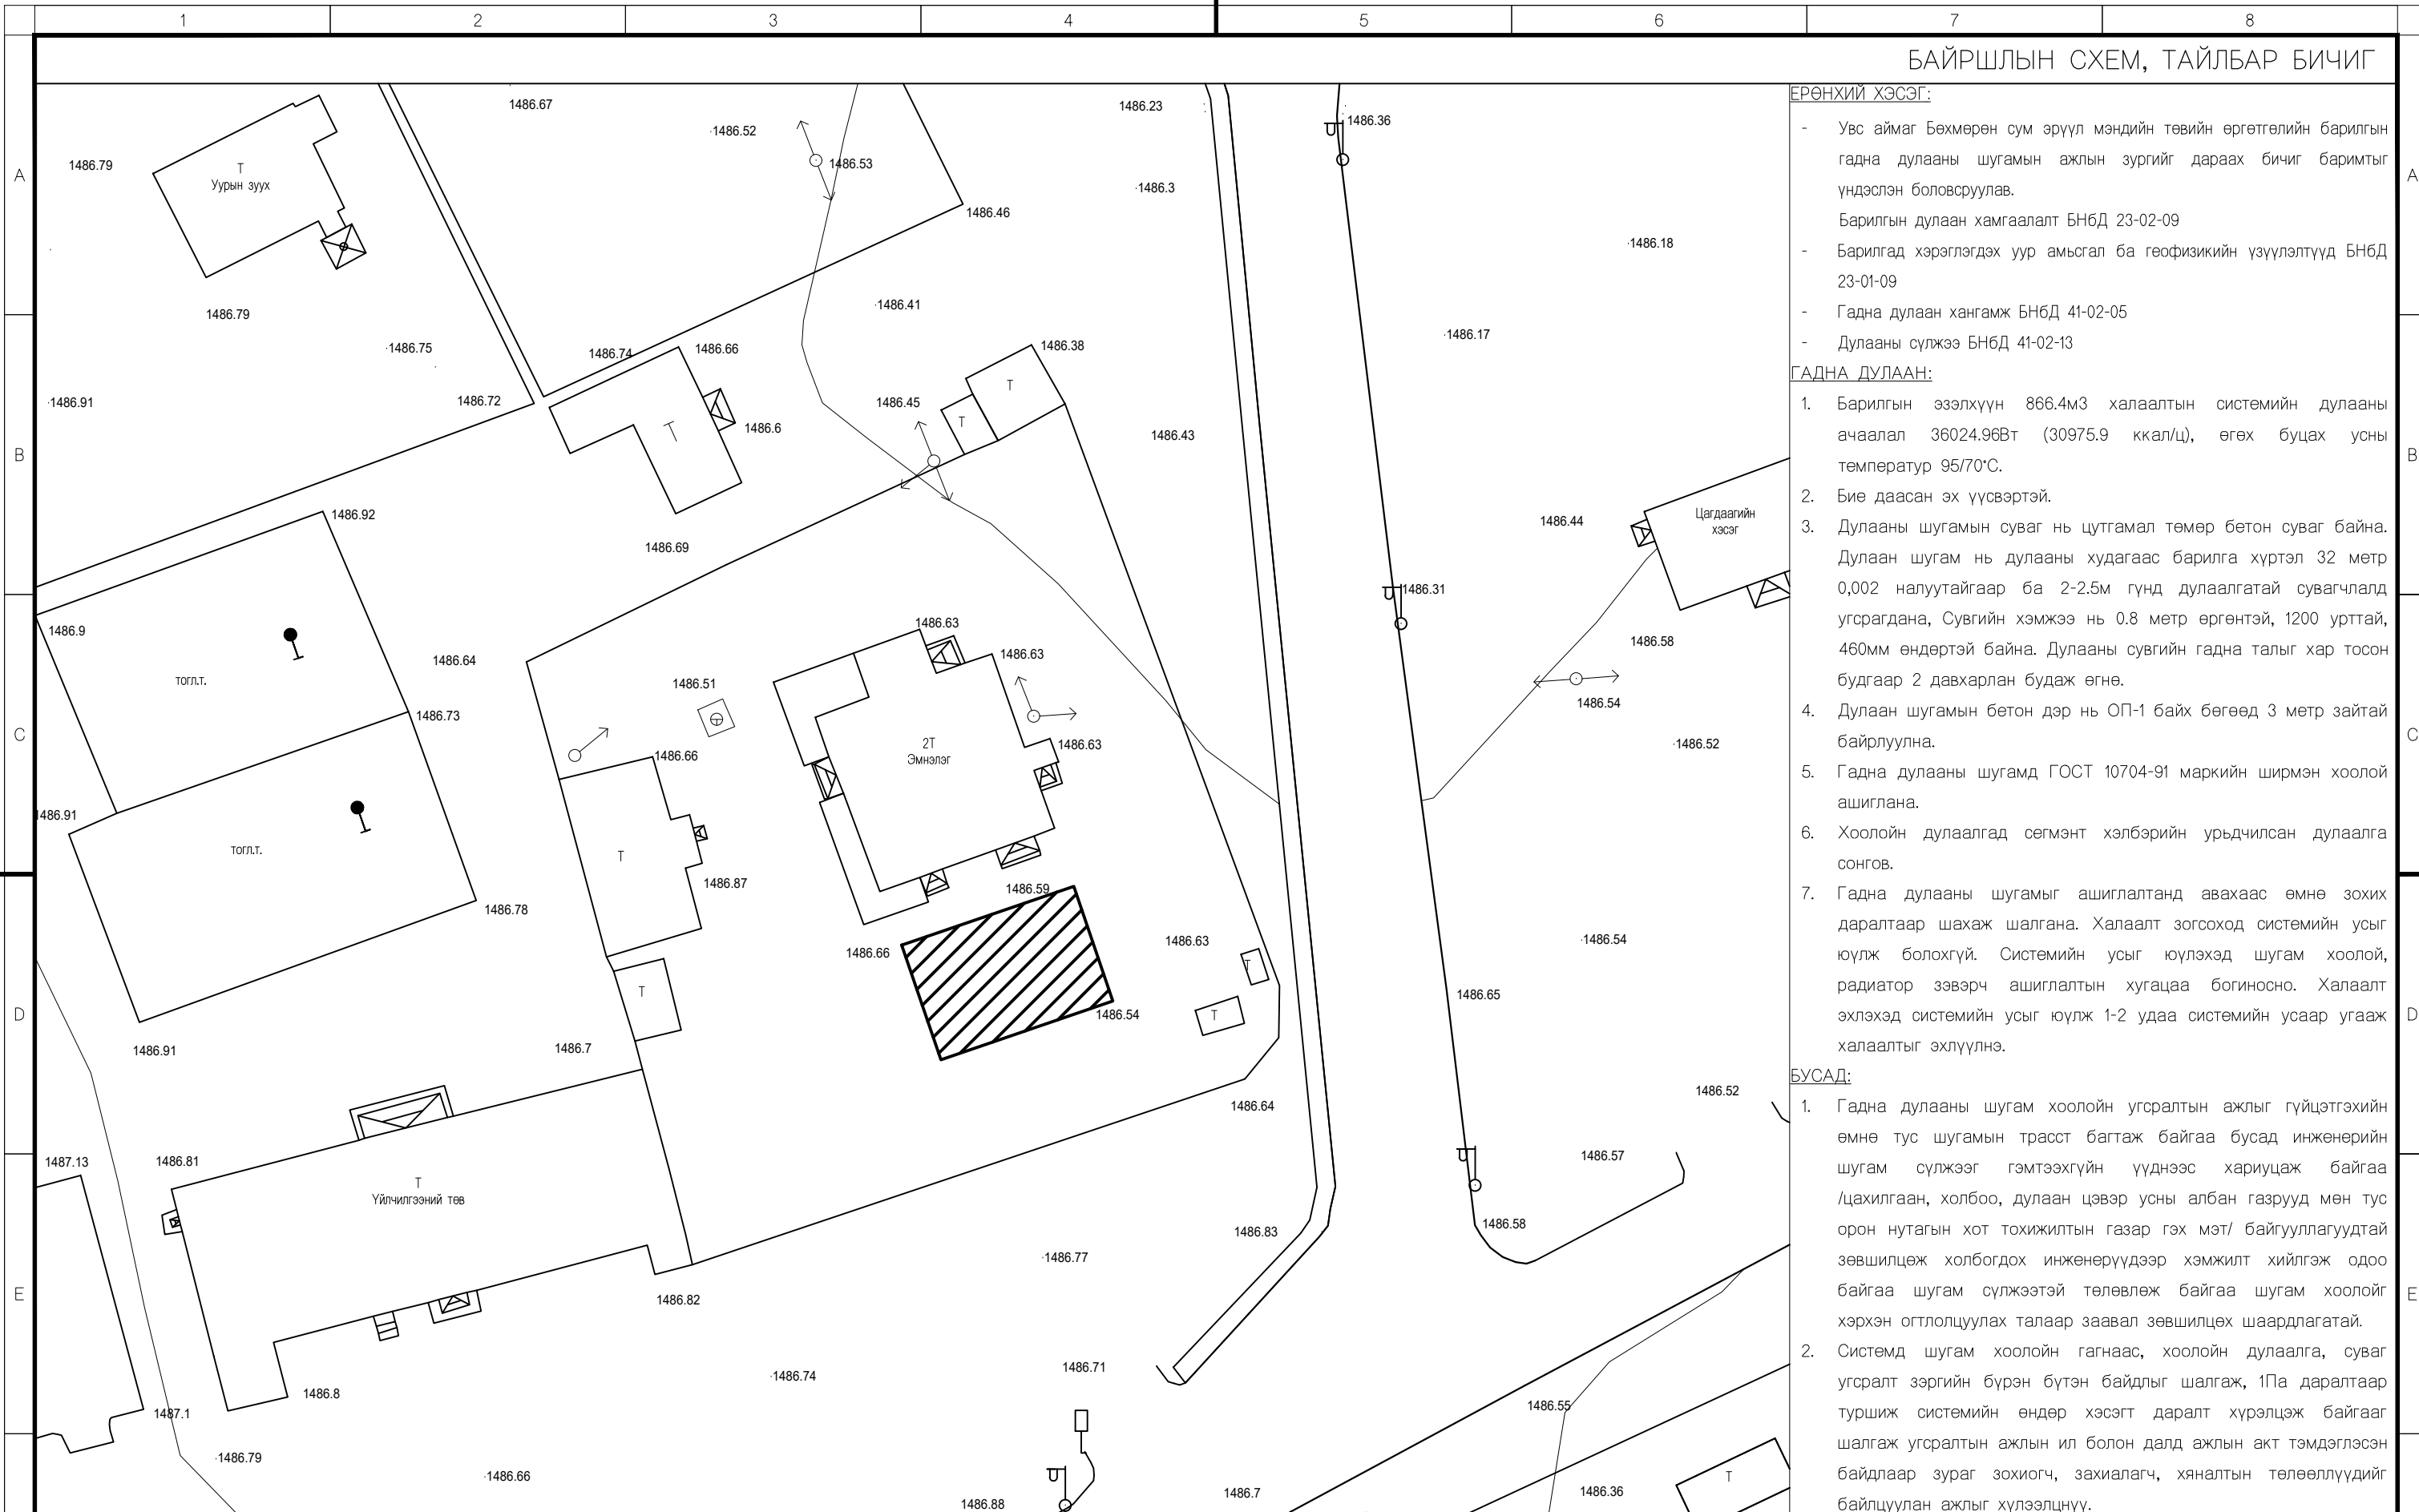 1 2 3 4 5 6 7 8
БАЙРШЛЫН СХЕМ, ТАЙЛБАР БИЧИГ
ЕРӨНХИЙ ХЭСЭГ:
- Увс аймаг Бөхмөрөн сум эрүүл мэндийн төвийн өргөтгөлийн барилгын
гадна дулааны шугамын ажлын зургийг дараах бичиг баримтыг
үндэслэн боловсруулав.
Барилгын дулаан хамгаалалт БНбД 23-02-09
- Барилгад хэрэглэгдэх уур амьсгал ба геофизикийн үзүүлэлтүүд БНбД
23-01-09
- Гадна дулаан хангамж БНбД 41-02-05
- Дулааны сүлжээ БНбД 41-02-13
ГАДНА ДУЛААН:
1. Барилгын эзэлхүүн 866.4м3 халаалтын системийн дулааны
ачаалал 36024.96Вт (30975.9 ккал/ц), өгөх буцах усны
температур 95/70°С.
2. Бие даасан эх үүсвэртэй.
3. Дулааны шугамын суваг нь цутгамал төмөр бетон суваг байна.
Дулаан шугам нь дулааны худагаас барилга хүртэл 32 метр
0,002 налуутайгаар ба 2-2.5м гүнд дулаалгатай сувагчлалд
угсрагдана, Сувгийн хэмжээ нь 0.8 метр өргөнтэй, 1200 урттай,
460мм өндөртэй байна. Дулааны сувгийн гадна талыг хар тосон
будгаар 2 давхарлан будаж өгнө.
4. Дулаан шугамын бетон дэр нь ОП-1 байх бөгөөд 3 метр зайтай
байрлуулна.
5. Гадна дулааны шугамд ГОСТ 10704-91 маркийн ширмэн хоолой
ашиглана.
6. Хоолойн дулаалгад сегмэнт хэлбэрийн урьдчилсан дулаалга
сонгов.
7. Гадна дулааны шугамыг ашиглалтанд авахаас өмнө зохих
даралтаар шахаж шалгана. Халаалт зогсоход системийн усыг
юүлж болохгүй. Системийн усыг юүлэхэд шугам хоолой,
радиатор зэвэрч ашиглалтын хугацаа богиносно. Халаалт
эхлэхэд системийн усыг юүлж 1-2 удаа системийн усаар угааж
халаалтыг эхлүүлнэ.
БУСАД:
1. Гадна дулааны шугам хоолойн угсралтын ажлыг гүйцэтгэхийн
өмнө тус шугамын трасст багтаж байгаа бусад инженерийн
шугам сүлжээг гэмтээхгүйн үүднээс хариуцаж байгаа
/цахилгаан, холбоо, дулаан цэвэр усны албан газрууд мөн тус
орон нутагын хот тохижилтын газар гэх мэт/ байгууллагуудтай
зөвшилцөж холбогдох инженерүүдээр хэмжилт хийлгэж одоо
байгаа шугам сүлжээтэй төлөвлөж байгаа шугам хоолойг
хэрхэн огтлолцуулах талаар заавал зөвшилцөх шаардлагатай.
2. Системд шугам хоолойн гагнаас, хоолойн дулаалга, суваг
угсралт зэргийн бүрэн бүтэн байдлыг шалгаж, 1Па даралтаар
туршиж системийн өндөр хэсэгт даралт хүрэлцэж байгааг
шалгаж угсралтын ажлын ил болон далд ажлын акт тэмдэглэсэн
байдлаар зураг зохиогч, захиалагч, хяналтын төлөөллүүдийг
байлцуулан ажлыг хүлээлцнүү.
1486.67
1486.23
1486.36
1486.52
1486.79
1486.53
А
А
Т
Уурын зуух
1486.3
1486.46
1486.18
1486.41
1486.79
1486.17
1486.75
1486.74
1486.66
1486.38
Т
1486.91
1486.72
1486.45
Т
1486.6
Т
1486.43
В
В
1486.92
1486.44
Цагдаагийн
хэсэг
1486.69
1486.31
1486.9
1486.63
1486.58
1486.64
1486.63
тогл.т.
1486.51
1486.54
1486.73
С
С
1486.66
2Т
Эмнэлэг
1486.63
1486.52
1486.91
тогл.т.
Т
1486.87
1486.59
1486.78
1486.66
1486.63
1486.54
Т
Т
1486.65
D
D
1486.54
Т
1486.91
1486.7
1486.52
1486.64
1487.13
1486.81
1486.57
Т
Үйлчилгээний төв
1486.58
1486.83
1486.77
Е
Е
1486.82
1486.74
1486.71
1486.8
1487.1
1486.55
1486.79
1486.66
Т
1486.7
1486.36
1486.88